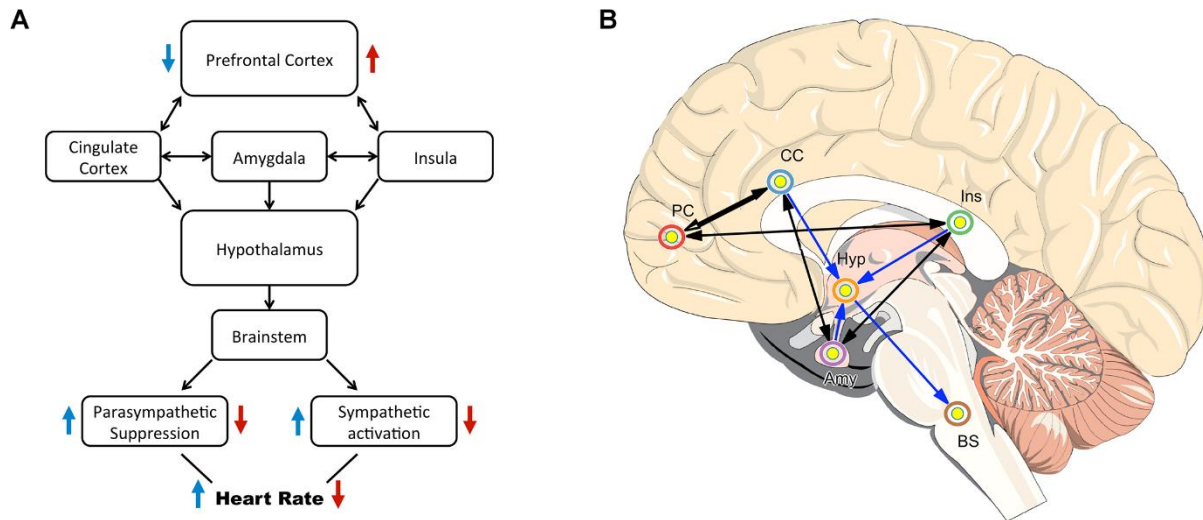 A
Prefrontal Cortex
Cingulate
Cortex
Amygdala
Insula
Hypothalamus
Brainstem
Parasympathetic
Suppression
Sympathetic
activation
Heart Rate
B
CC
PC
Ins
Hyp
Amy
BS